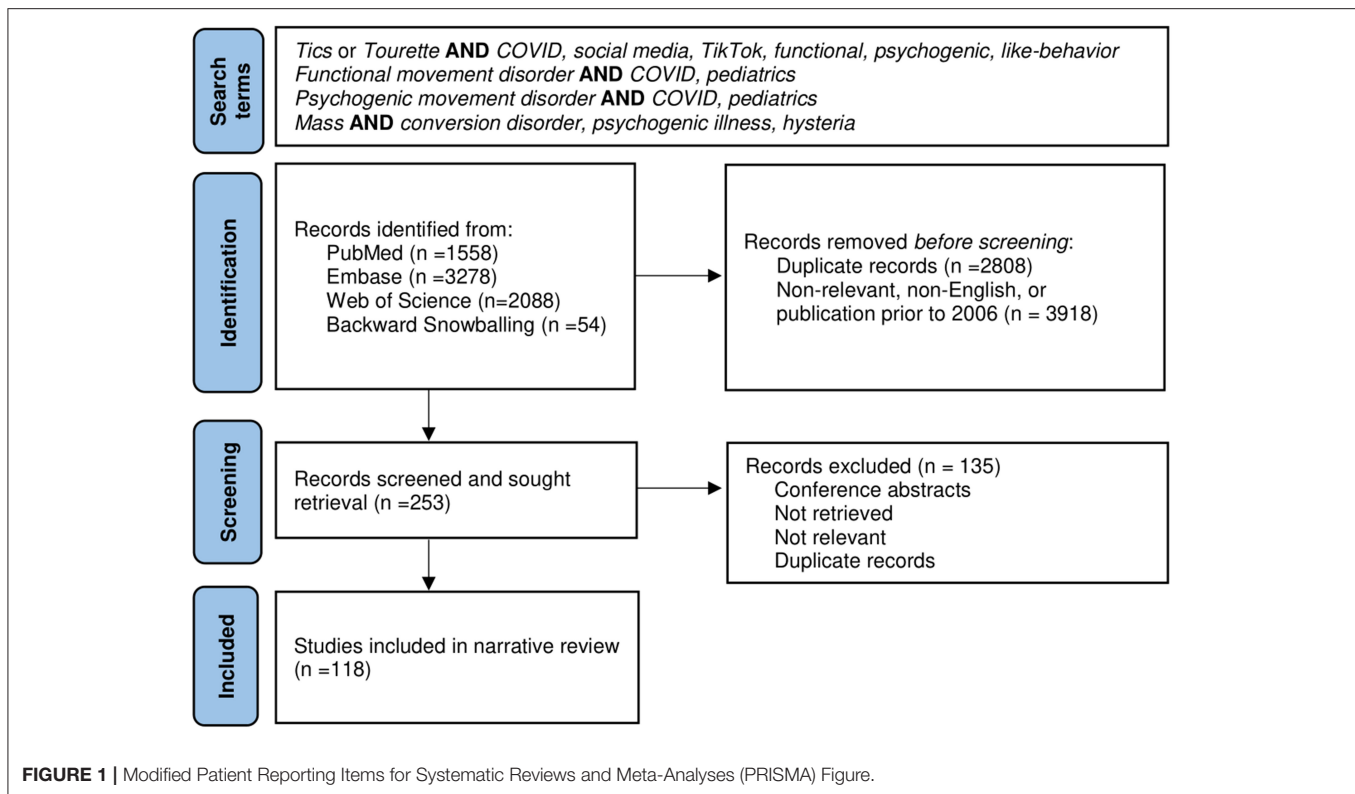 Search
terms
Tics or Tourette AND COVID, social media, TikTok, functional, psychogenic, like-behavior
Functional movement disorder AND COVID, pediatrics
Psychogenic movement disorder AND COVID, pediatrics
Mass AND conversion disorder, psychogenic illness, hysteria
Identification
Records identified from:
PubMed (n =1558)
Embase (n =3278)
Web of Science (n=2088)
Backward Snowballing (n =54)
Records removed before screening:
Duplicate records (n =2808)
Non-relevant, non-English, or
publication prior to 2006 (n = 3918)
Screening
Records screened and sought
retrieval (n =253)
Records excluded (n = 135)
Conference abstracts
Not retrieved
Not relevant
Duplicate records
Included
Studies included in narrative review
(n =118)
FIGURE 1 | Modified Patient Reporting Items for Systematic Reviews and Meta-Analyses (PRISMA) Figure.